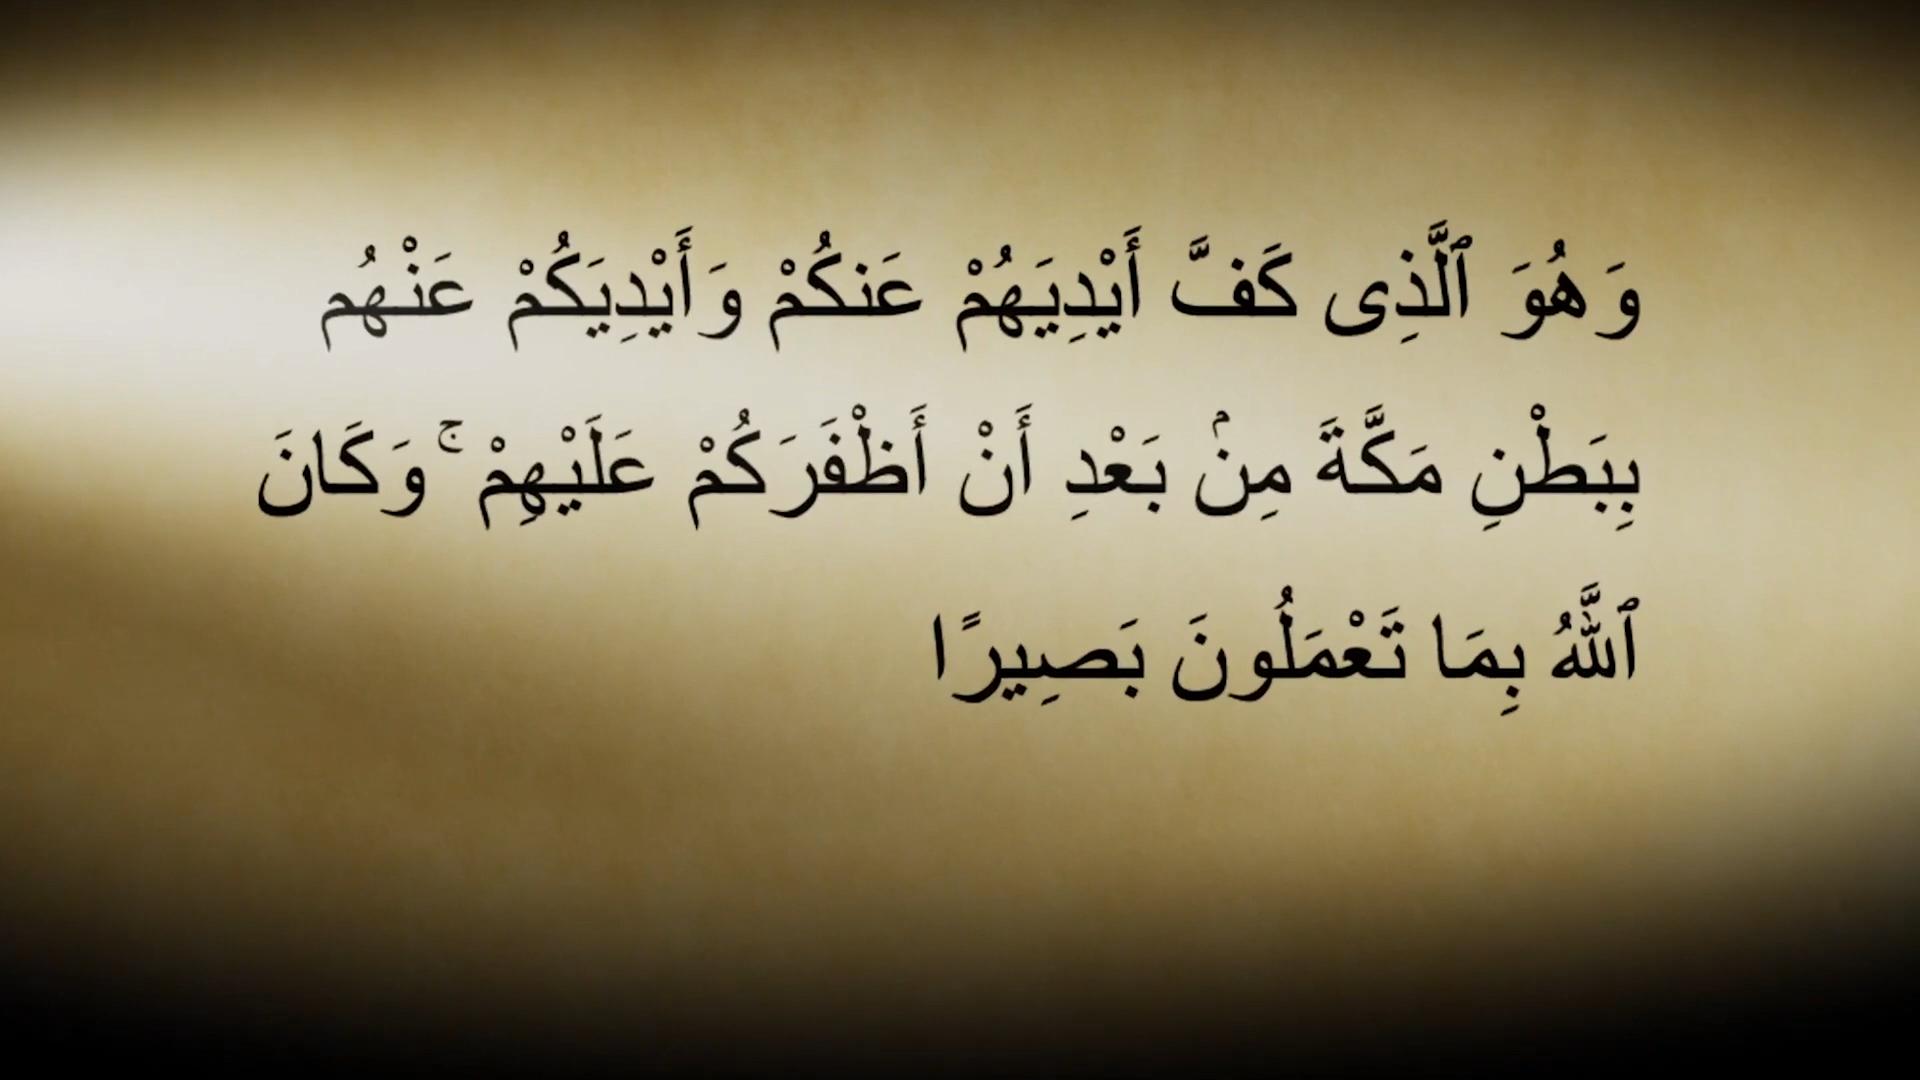 وَهُوَ ٱلَّذِى كَفَّ أَيْدِيَهُمْ عَنكُمْ وَأَيْدِيَكُمْ عَنْهُم
بِبَطْنِ مَكَّةَ مِنۢ بَعْدِ أَنْ أَظْفَرَكُمْ عَلَيْهِمْ ۚ وَكَانَ
ٱللَّهُ بِمَا تَعْمَلُونَ بَصِيرًا